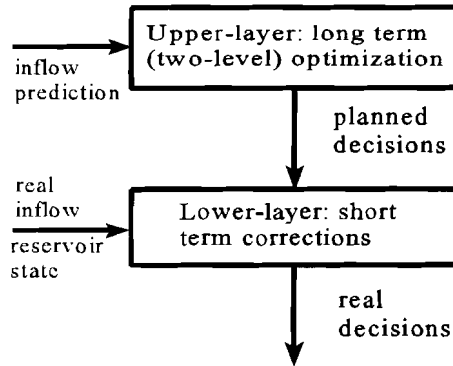 Upper-layer: long term
(two-level) optimization
inflow
prediction
planned
decisions
real
inflow
reservoir
state
Lower-layer: short
term corrections
real
decisions